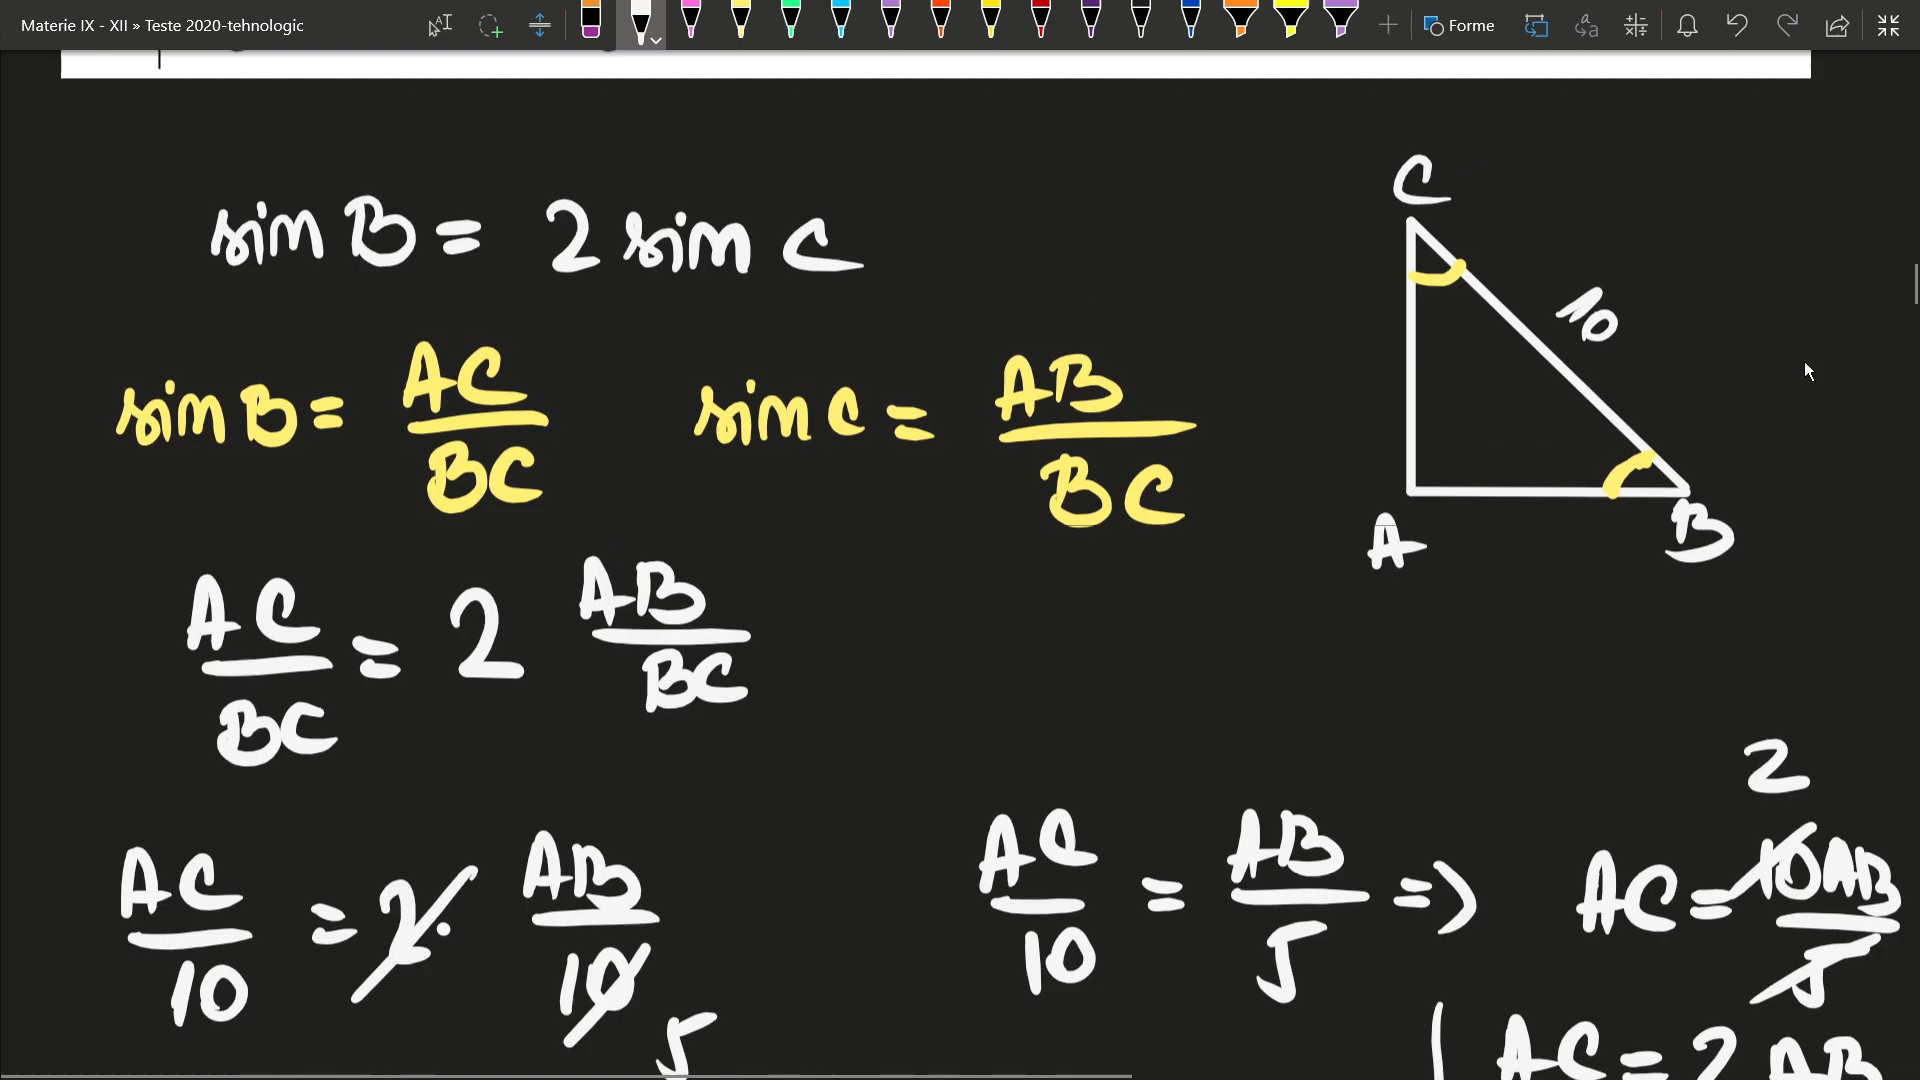 Materie IX - XII » Teste 2020-tehnologic
Forme
sin B = 2 sin C
sin B = AC/BC sin C = AB/BC
C
10
A
B
AC/BC = 2 AB/BC
AC/10 = 2 · AB/10
5
AC/10 = AB/5 => AC = 10AB/5
2
AC = 2 AB